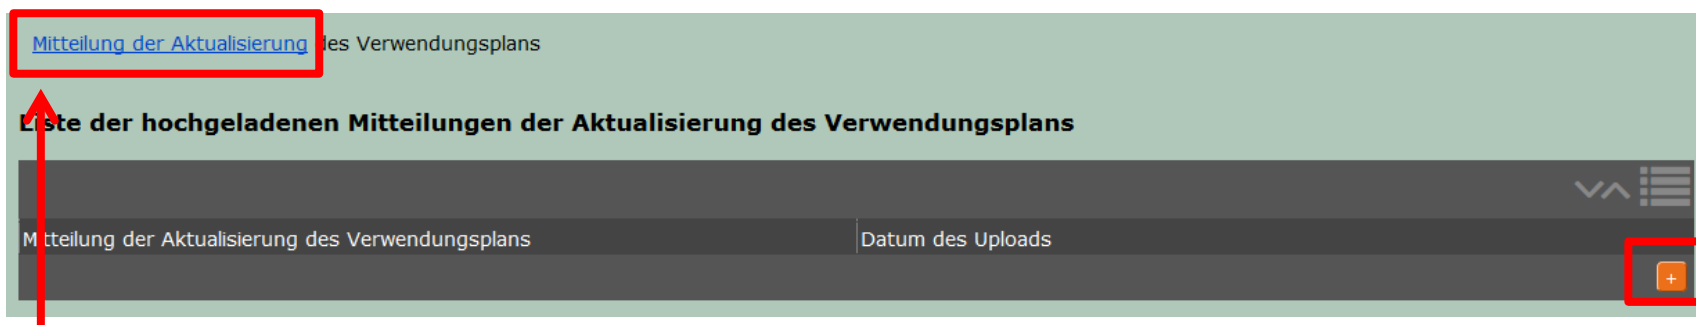 Mitteilung der Aktualisierung des Verwendungsplans
Liste der hochgeladenen Mitteilungen der Aktualisierung des Verwendungsplans
Mitteilung der Aktualisierung des Verwendungsplans Datum des Uploads
+